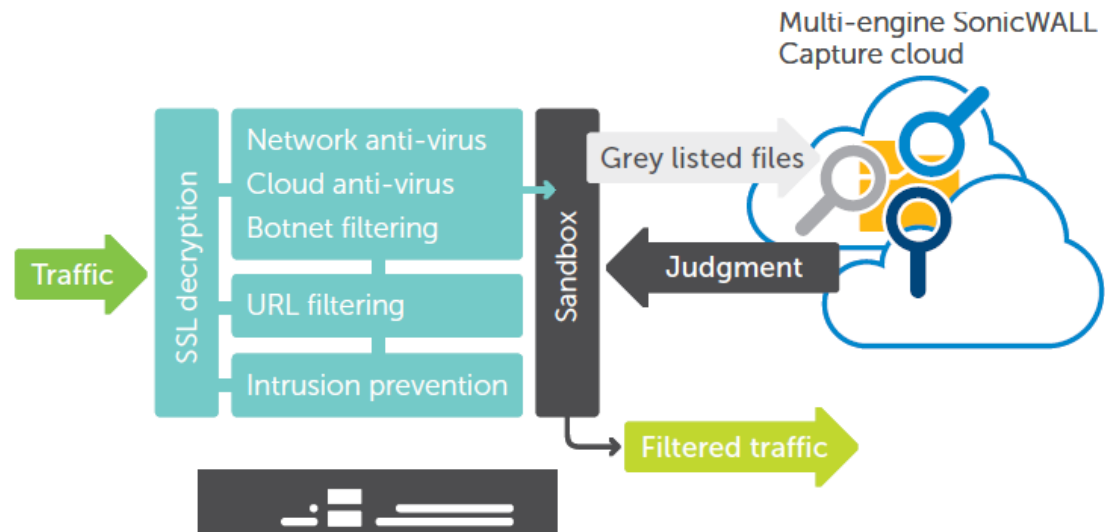 Multi-engine SonicWALL
Capture cloud
Traffic
SSL decryption
Network anti-virus
Cloud anti-virus
Botnet filtering
URL filtering
Intrusion prevention
Sandbox
Grey listed files
Judgment
Filtered traffic